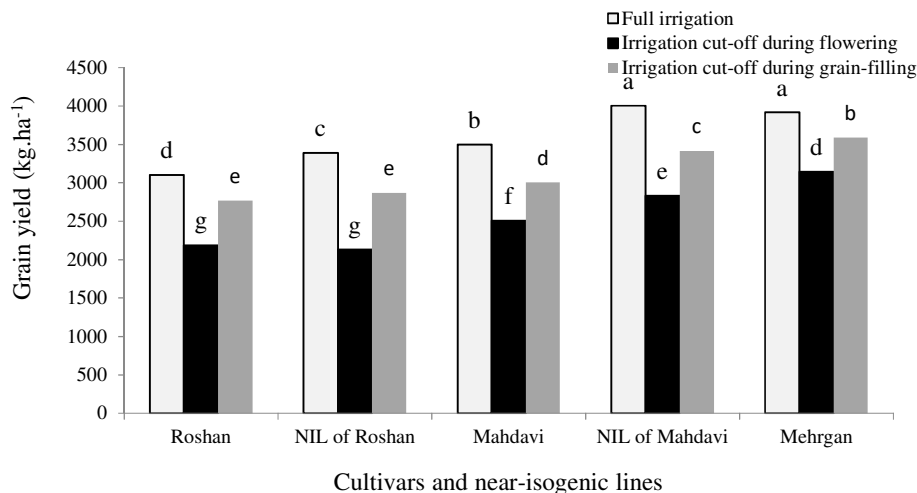 Full irrigation
Irrigation cut-off during flowering
Irrigation cut-off during grain-filling
Grain yield (kg.ha-1)
4500
4000
3500
3000
2500
2000
1500
1000
500
0
d g e c g e b f d a e c a d b
Roshan NIL of Roshan Mahdavi NIL of Mahdavi Mehrgan
Cultivars and near-isogenic lines